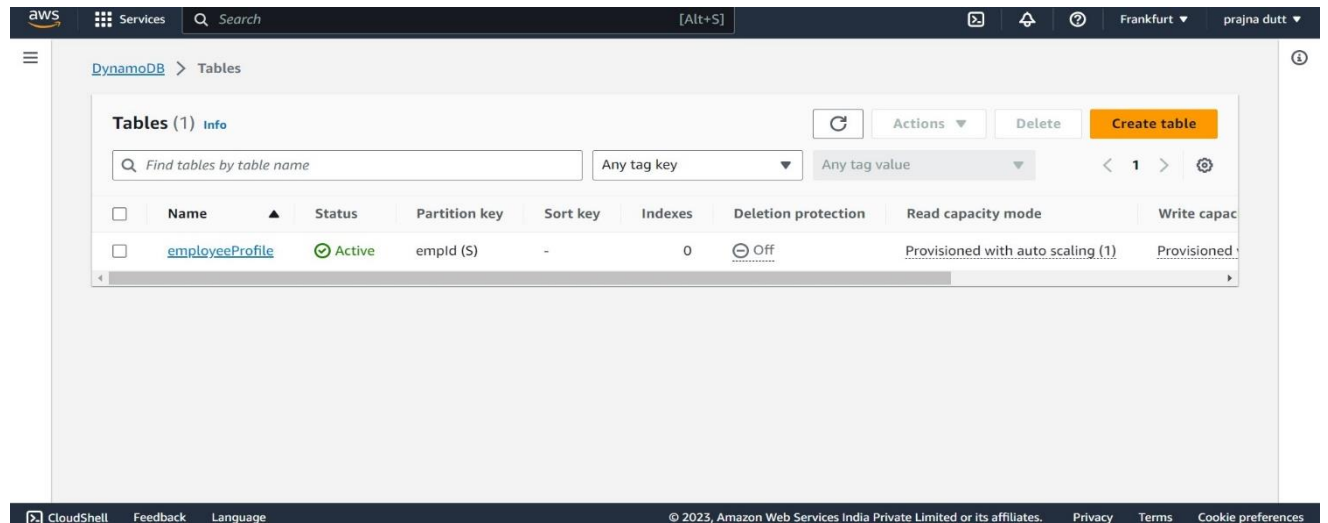 aws Services Search [Alt+S] Frankfurt ▼ prajna dutt ▼
DynamoDB > Tables
Tables (1) Info Actions ▼ Delete Create table
Find tables by table name Any tag key ▼ Any tag value ▼ < 1 >
Name ▲ Status Partition key Sort key Indexes Deletion protection Read capacity mode Write capac
employeeProfile Active empId (S) - 0 Off Provisioned with auto scaling (1) Provisioned
CloudShell Feedback Language © 2023, Amazon Web Services India Private Limited or its affiliates. Privacy Terms Cookie preferences